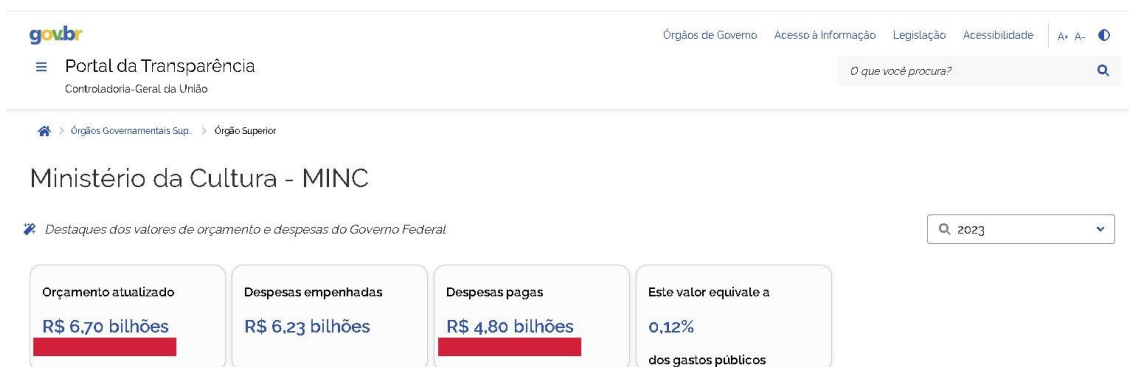 gov.br
Órgãos de Governo Acesso à Informação Legislação Acessibilidade A+ A-
Portal da Transparência
O que você procura?
Controladoria-Geral da União
Órgãos Governamentais Sup.. > Órgão Superior
Ministério da Cultura - MINC
Destaques dos valores de orçamento e despesas do Governo Federal
2023
Orçamento atualizado Despesas empenhadas Despesas pagas Este valor equivale a
R$ 6,70 bilhões R$ 6,23 bilhões R$ 4,80 bilhões 0,12%
dos gastos públicos